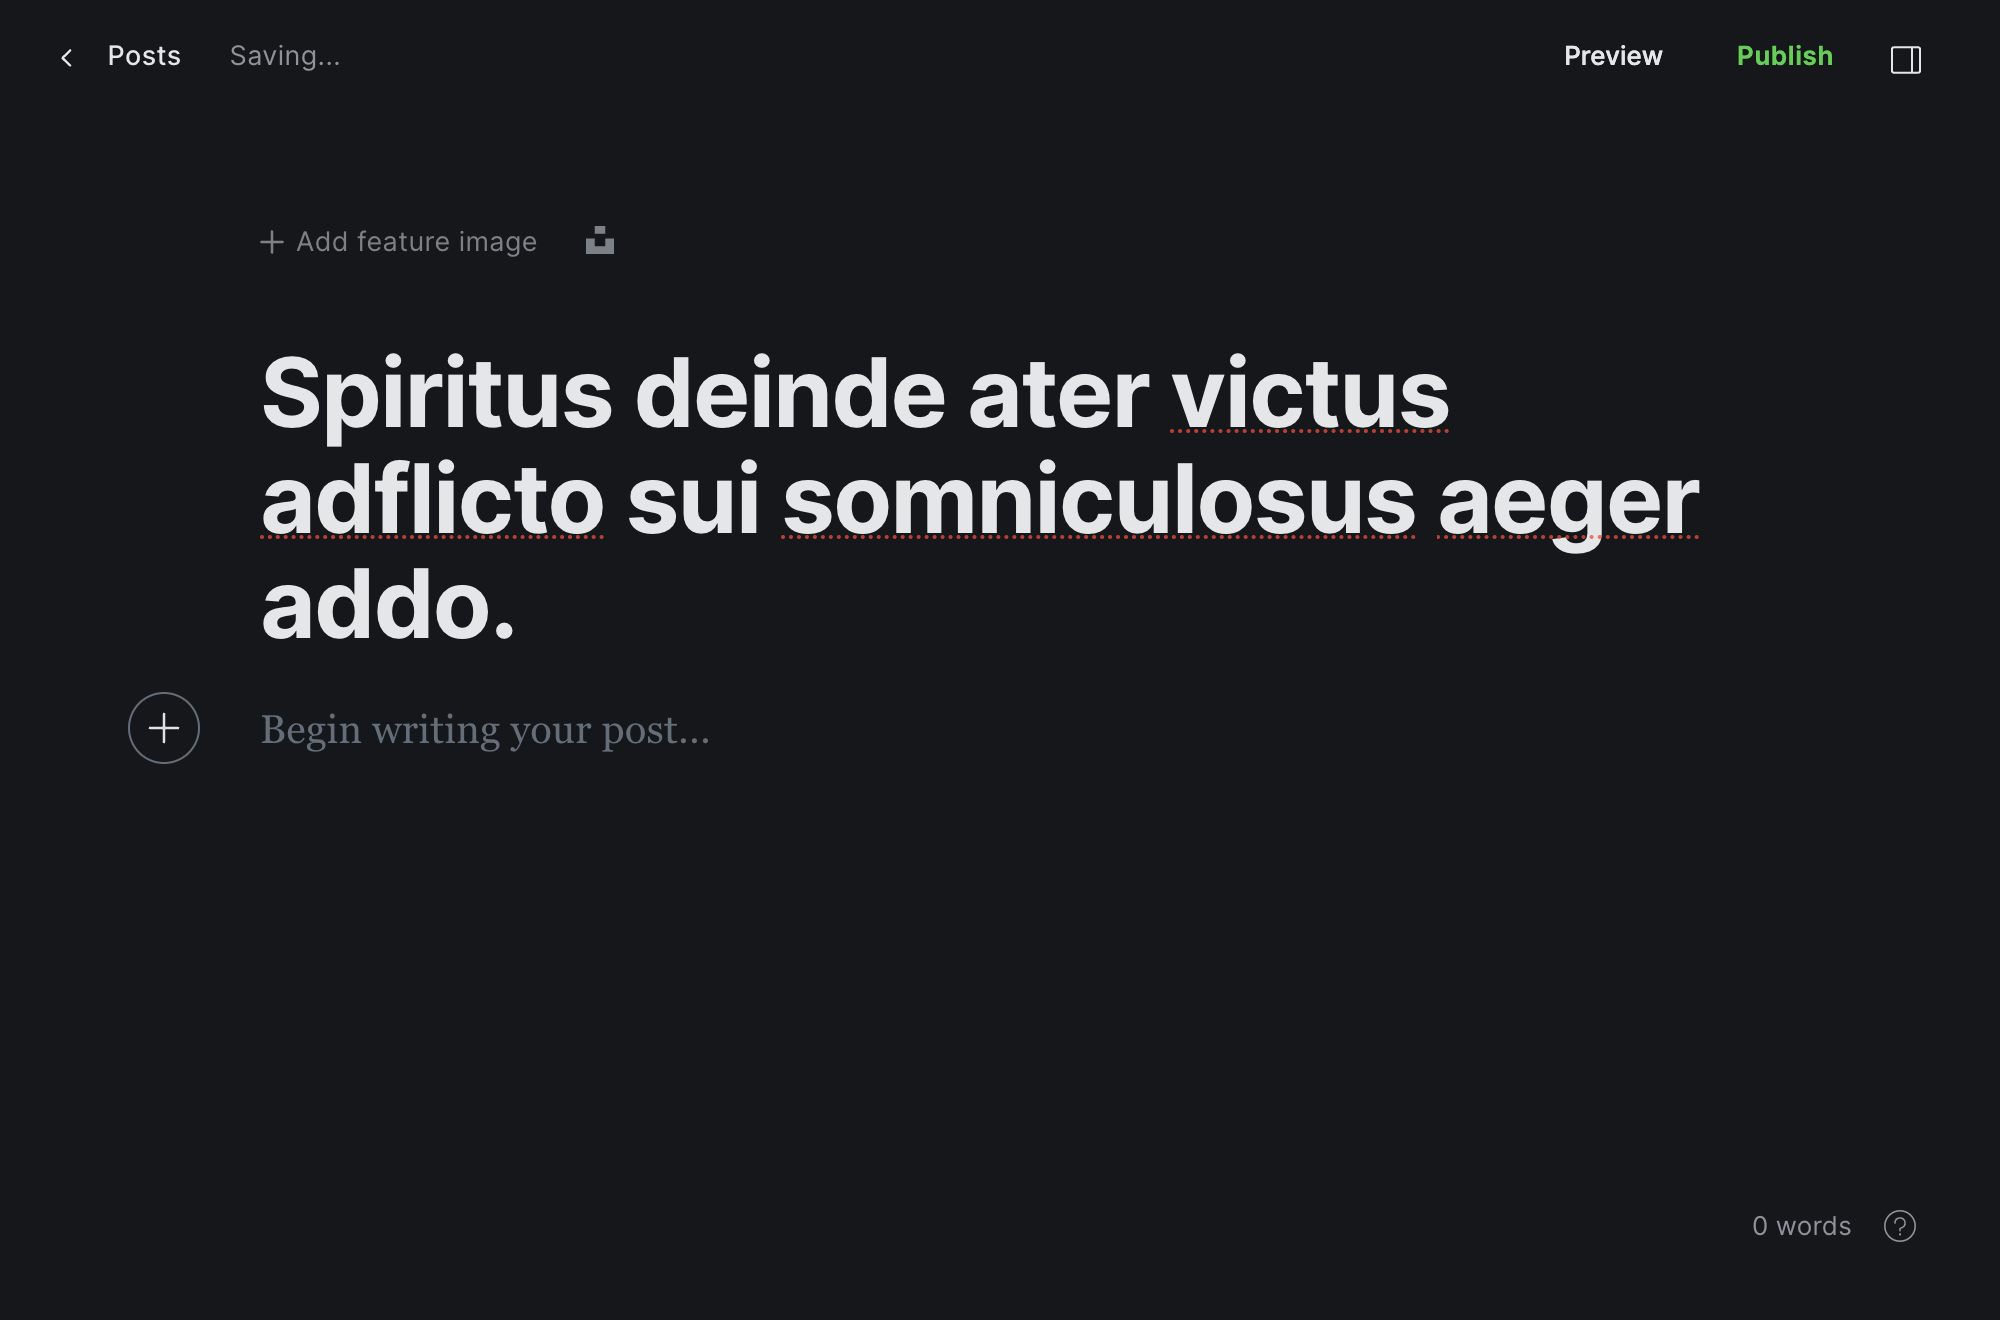 Posts
Saving...
Preview
Publish
Add feature image
Spiritus deinde ater victus
adflicto sui somniculosus aeger
addo.
Begin writing your post...
0 words
?